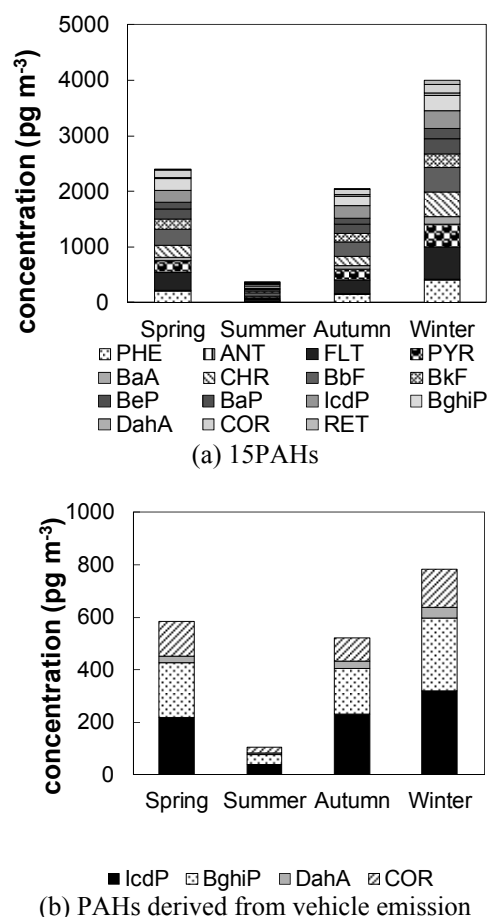 5000
4000
3000
2000
1000
0
concentration (pg m-3)
Spring Summer Autumn Winter
PHE ANT FLT PYR
BaA CHR BbF BkF
BeP BaP IcdP BghiP
DahA COR RET
(a) 15PAHs
1000
800
600
400
200
0
concentration (pg m-3)
Spring Summer Autumn Winter
IcdP BghiP DahA COR
(b) PAHs derived from vehicle emission